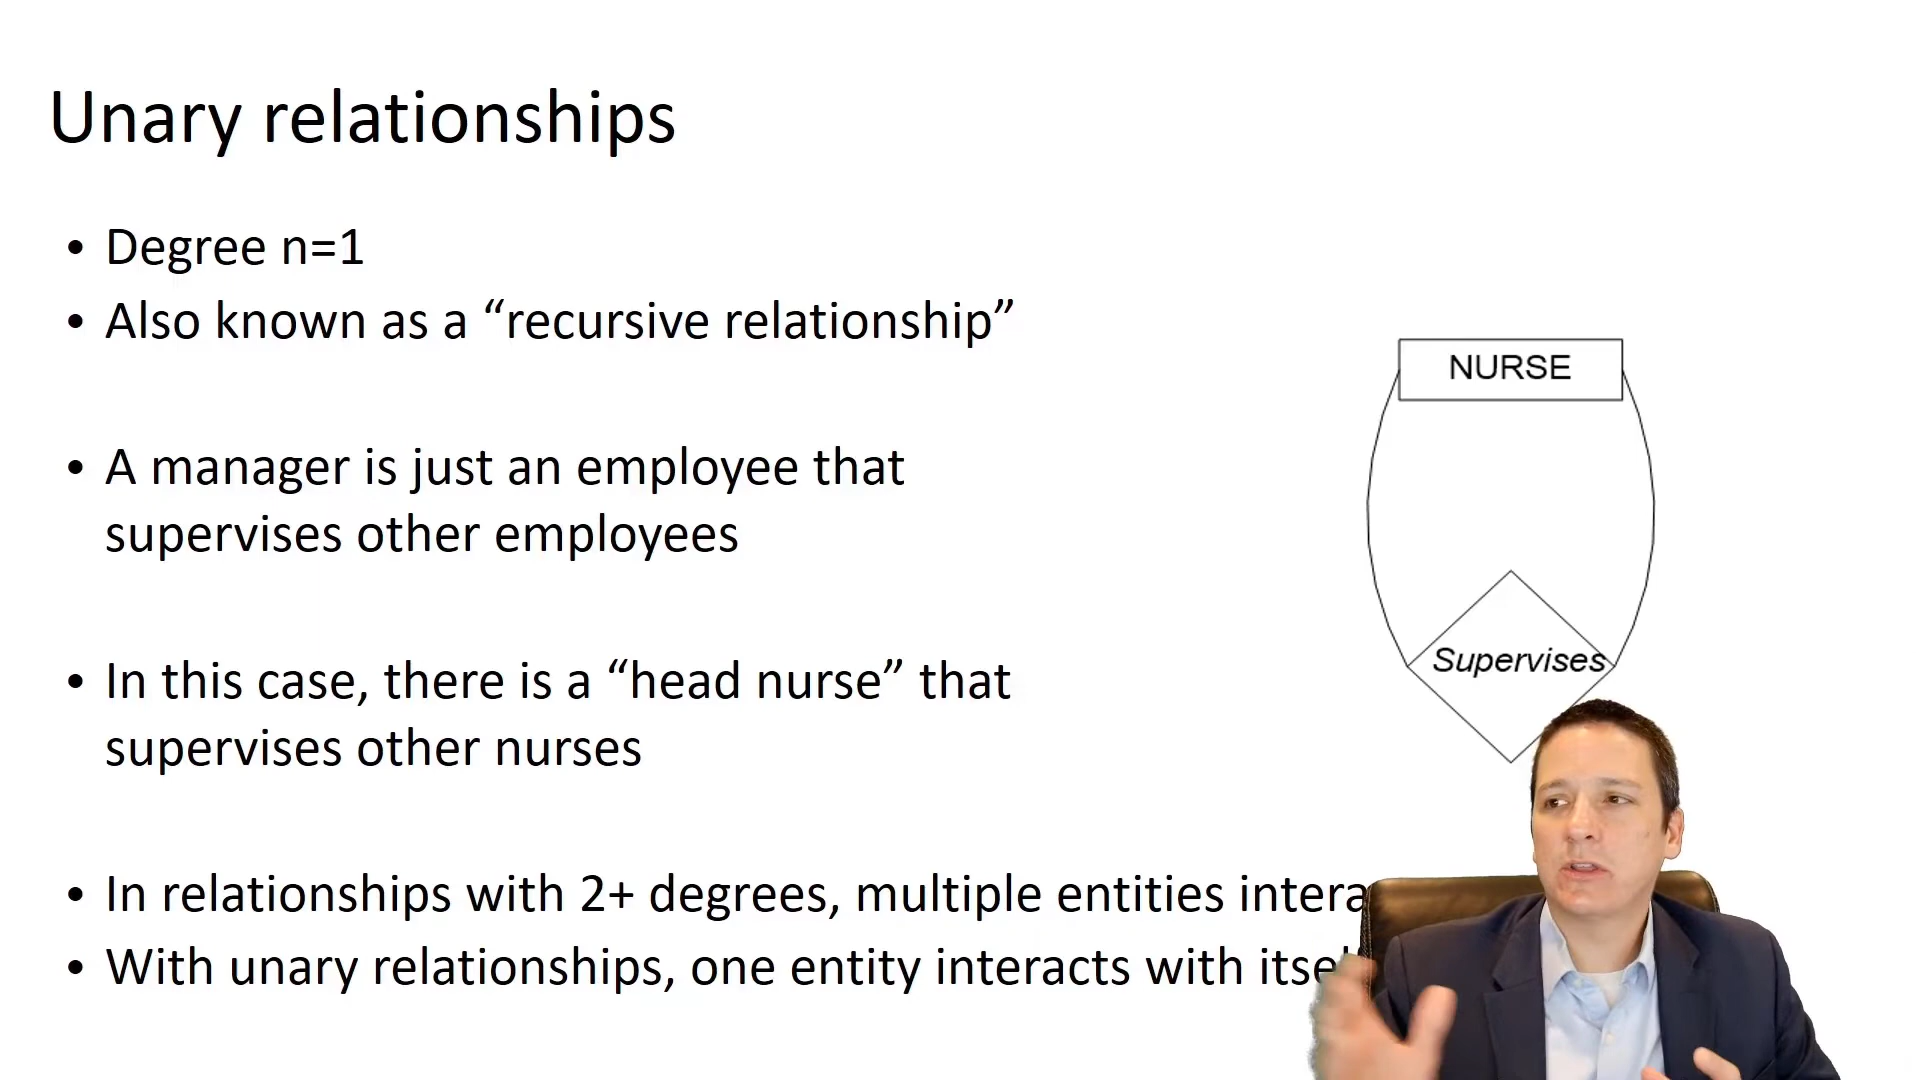 Unary relationships
• Degree n=1
• Also known as a “recursive relationship”
• A manager is just an employee that
supervises other employees
• In this case, there is a “head nurse” that
supervises other nurses
• In relationships with 2+ degrees, multiple entities
• With unary relationships, one entity interacts with
NURSE
Supervises